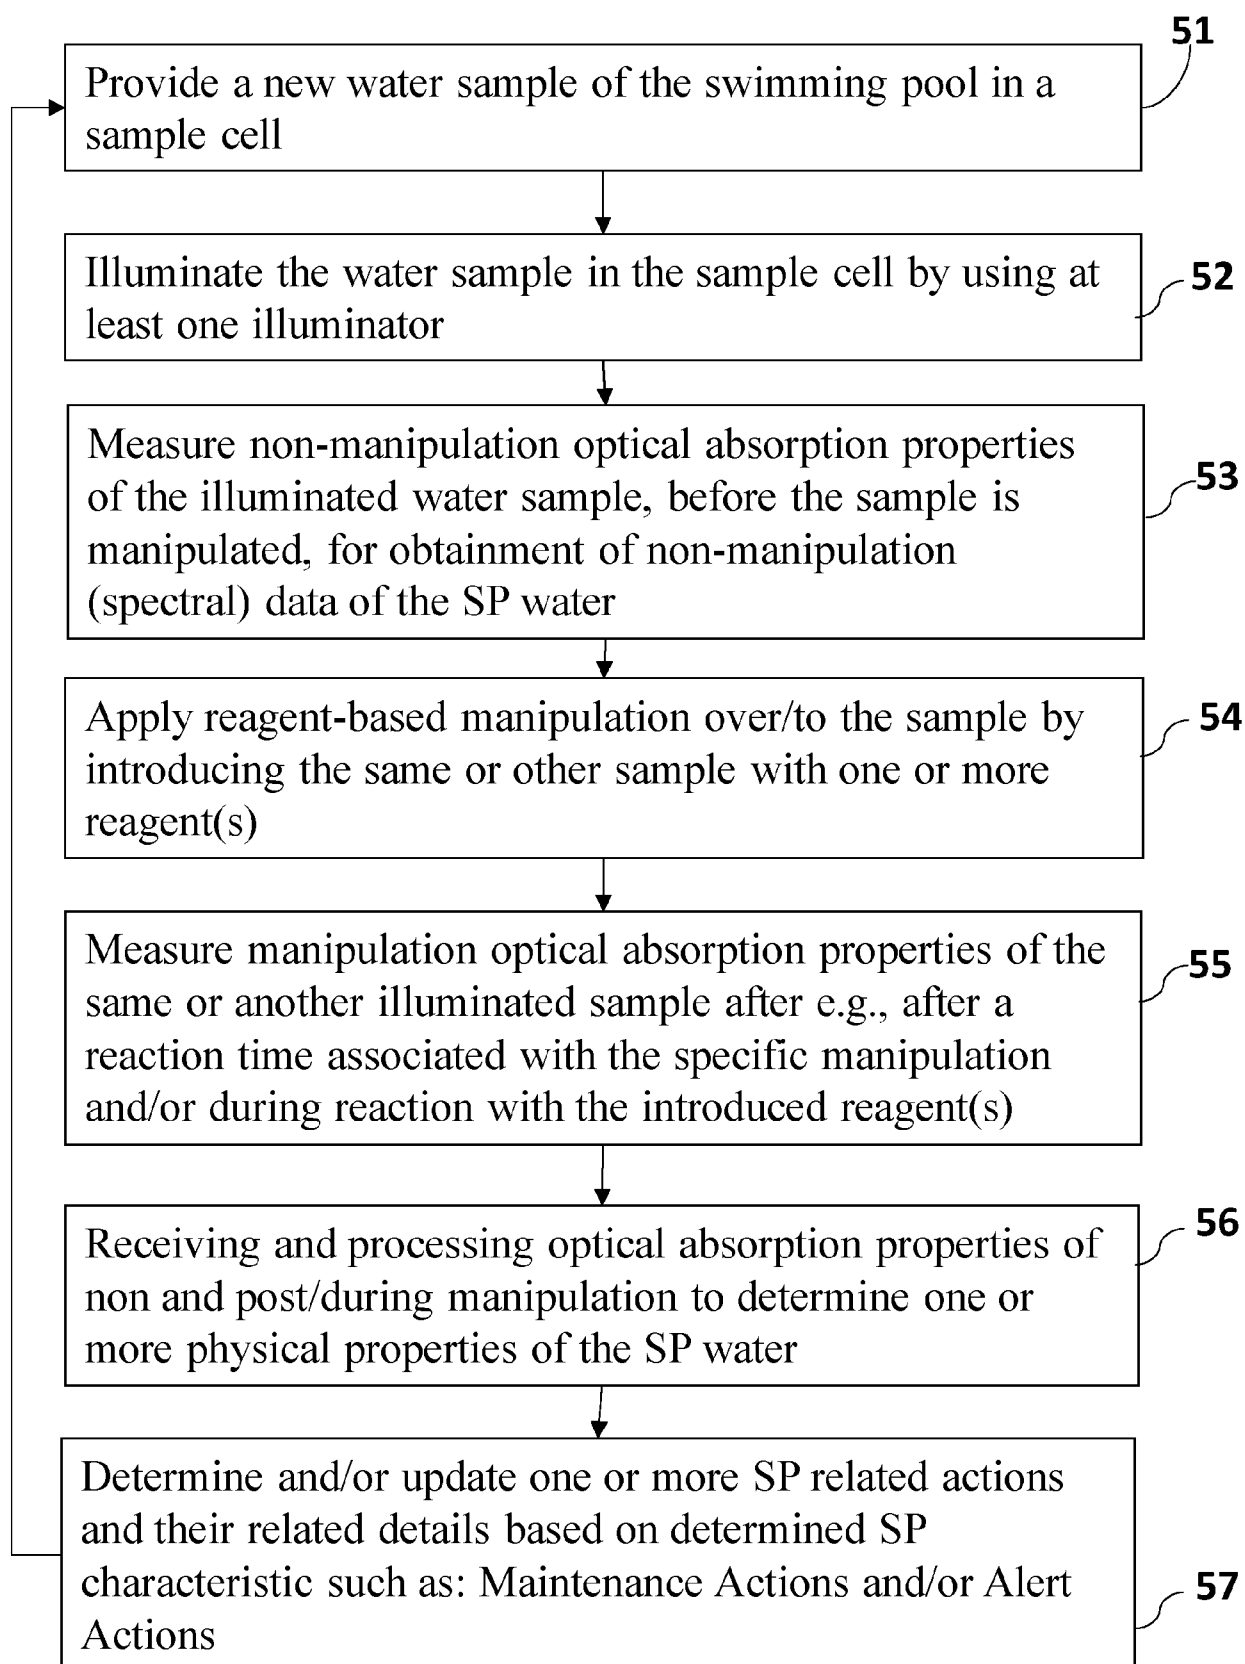 51
Provide a new water sample of the swimming pool in a
sample cell
Illuminate the water sample in the sample cell by using at
least one illuminator
52
Measure non-manipulation optical absorption properties
of the illuminated water sample, before the sample is
manipulated, for obtainment of non-manipulation
(spectral) data of the SP water
53
Apply reagent-based manipulation over/to the sample by
introducing the same or other sample with one or more
reagent(s)
54
Measure manipulation optical absorption properties of the
same or another illuminated sample after e.g., after a
reaction time associated with the specific manipulation
and/or during reaction with the introduced reagent(s)
55
Receiving and processing optical absorption properties of
non and post/during manipulation to determine one or
more physical properties of the SP water
56
Determine and/or update one or more SP related actions
and their related details based on determined SP
characteristic such as: Maintenance Actions and/or Alert
Actions
57